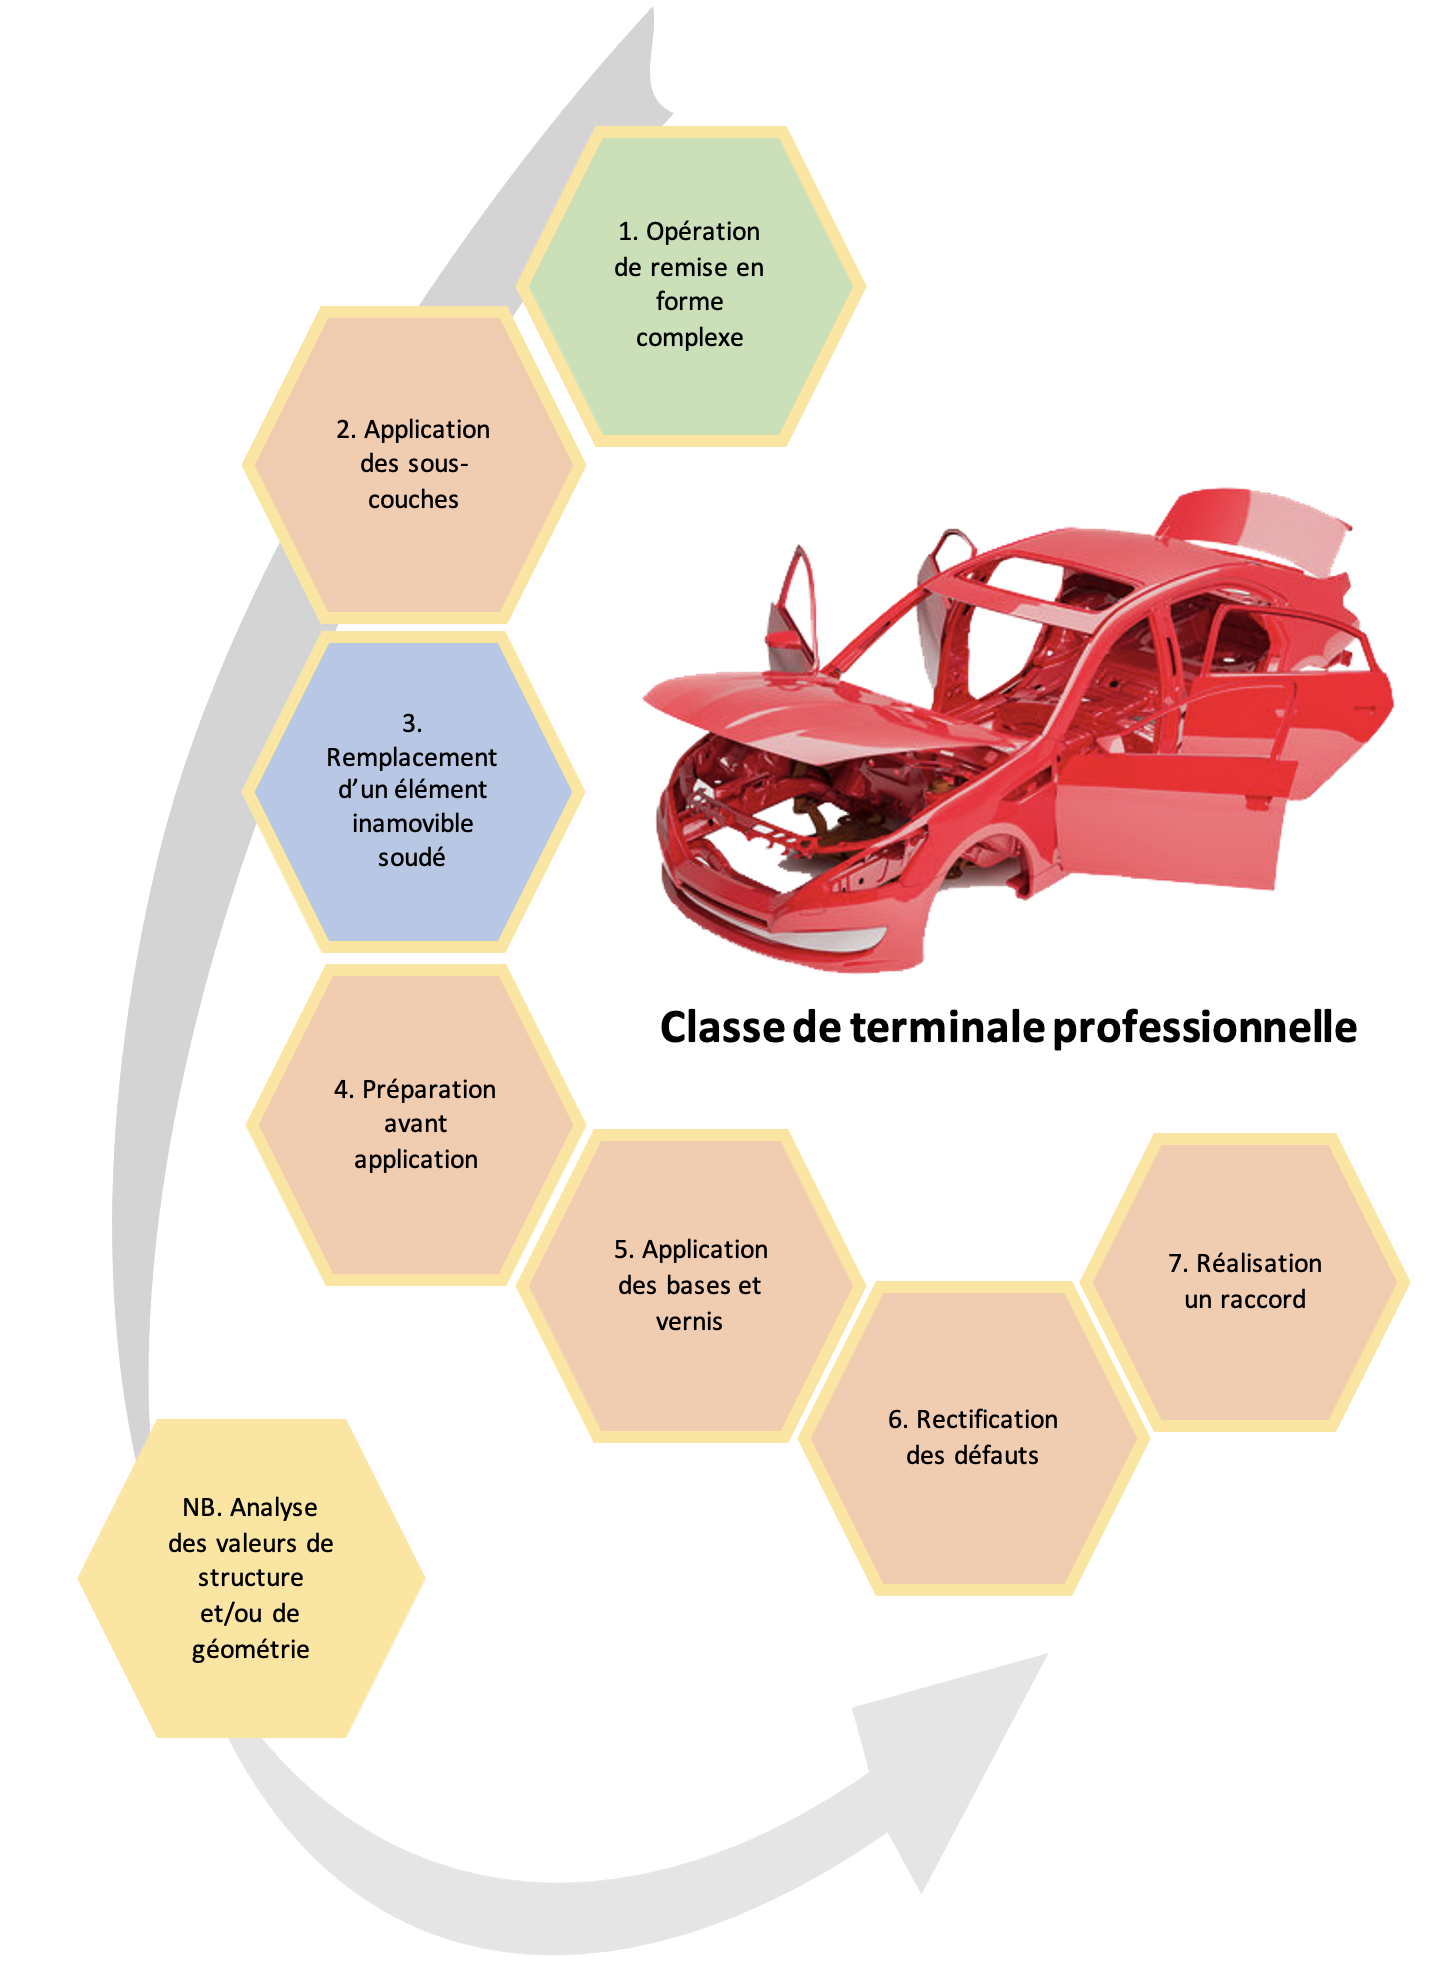 1. Opération
de remise en
forme
complexe
2. Application
des sous-
couches
3.
Remplacement
d’un élément
inamovible
soudé
Classe de terminale professionnelle
4. Préparation
avant
application
5. Application
des bases et
vernis
6. Rectification
des défauts
7. Réalisation
un raccord
NB. Analyse
des valeurs de
structure
et/ou de
géométrie